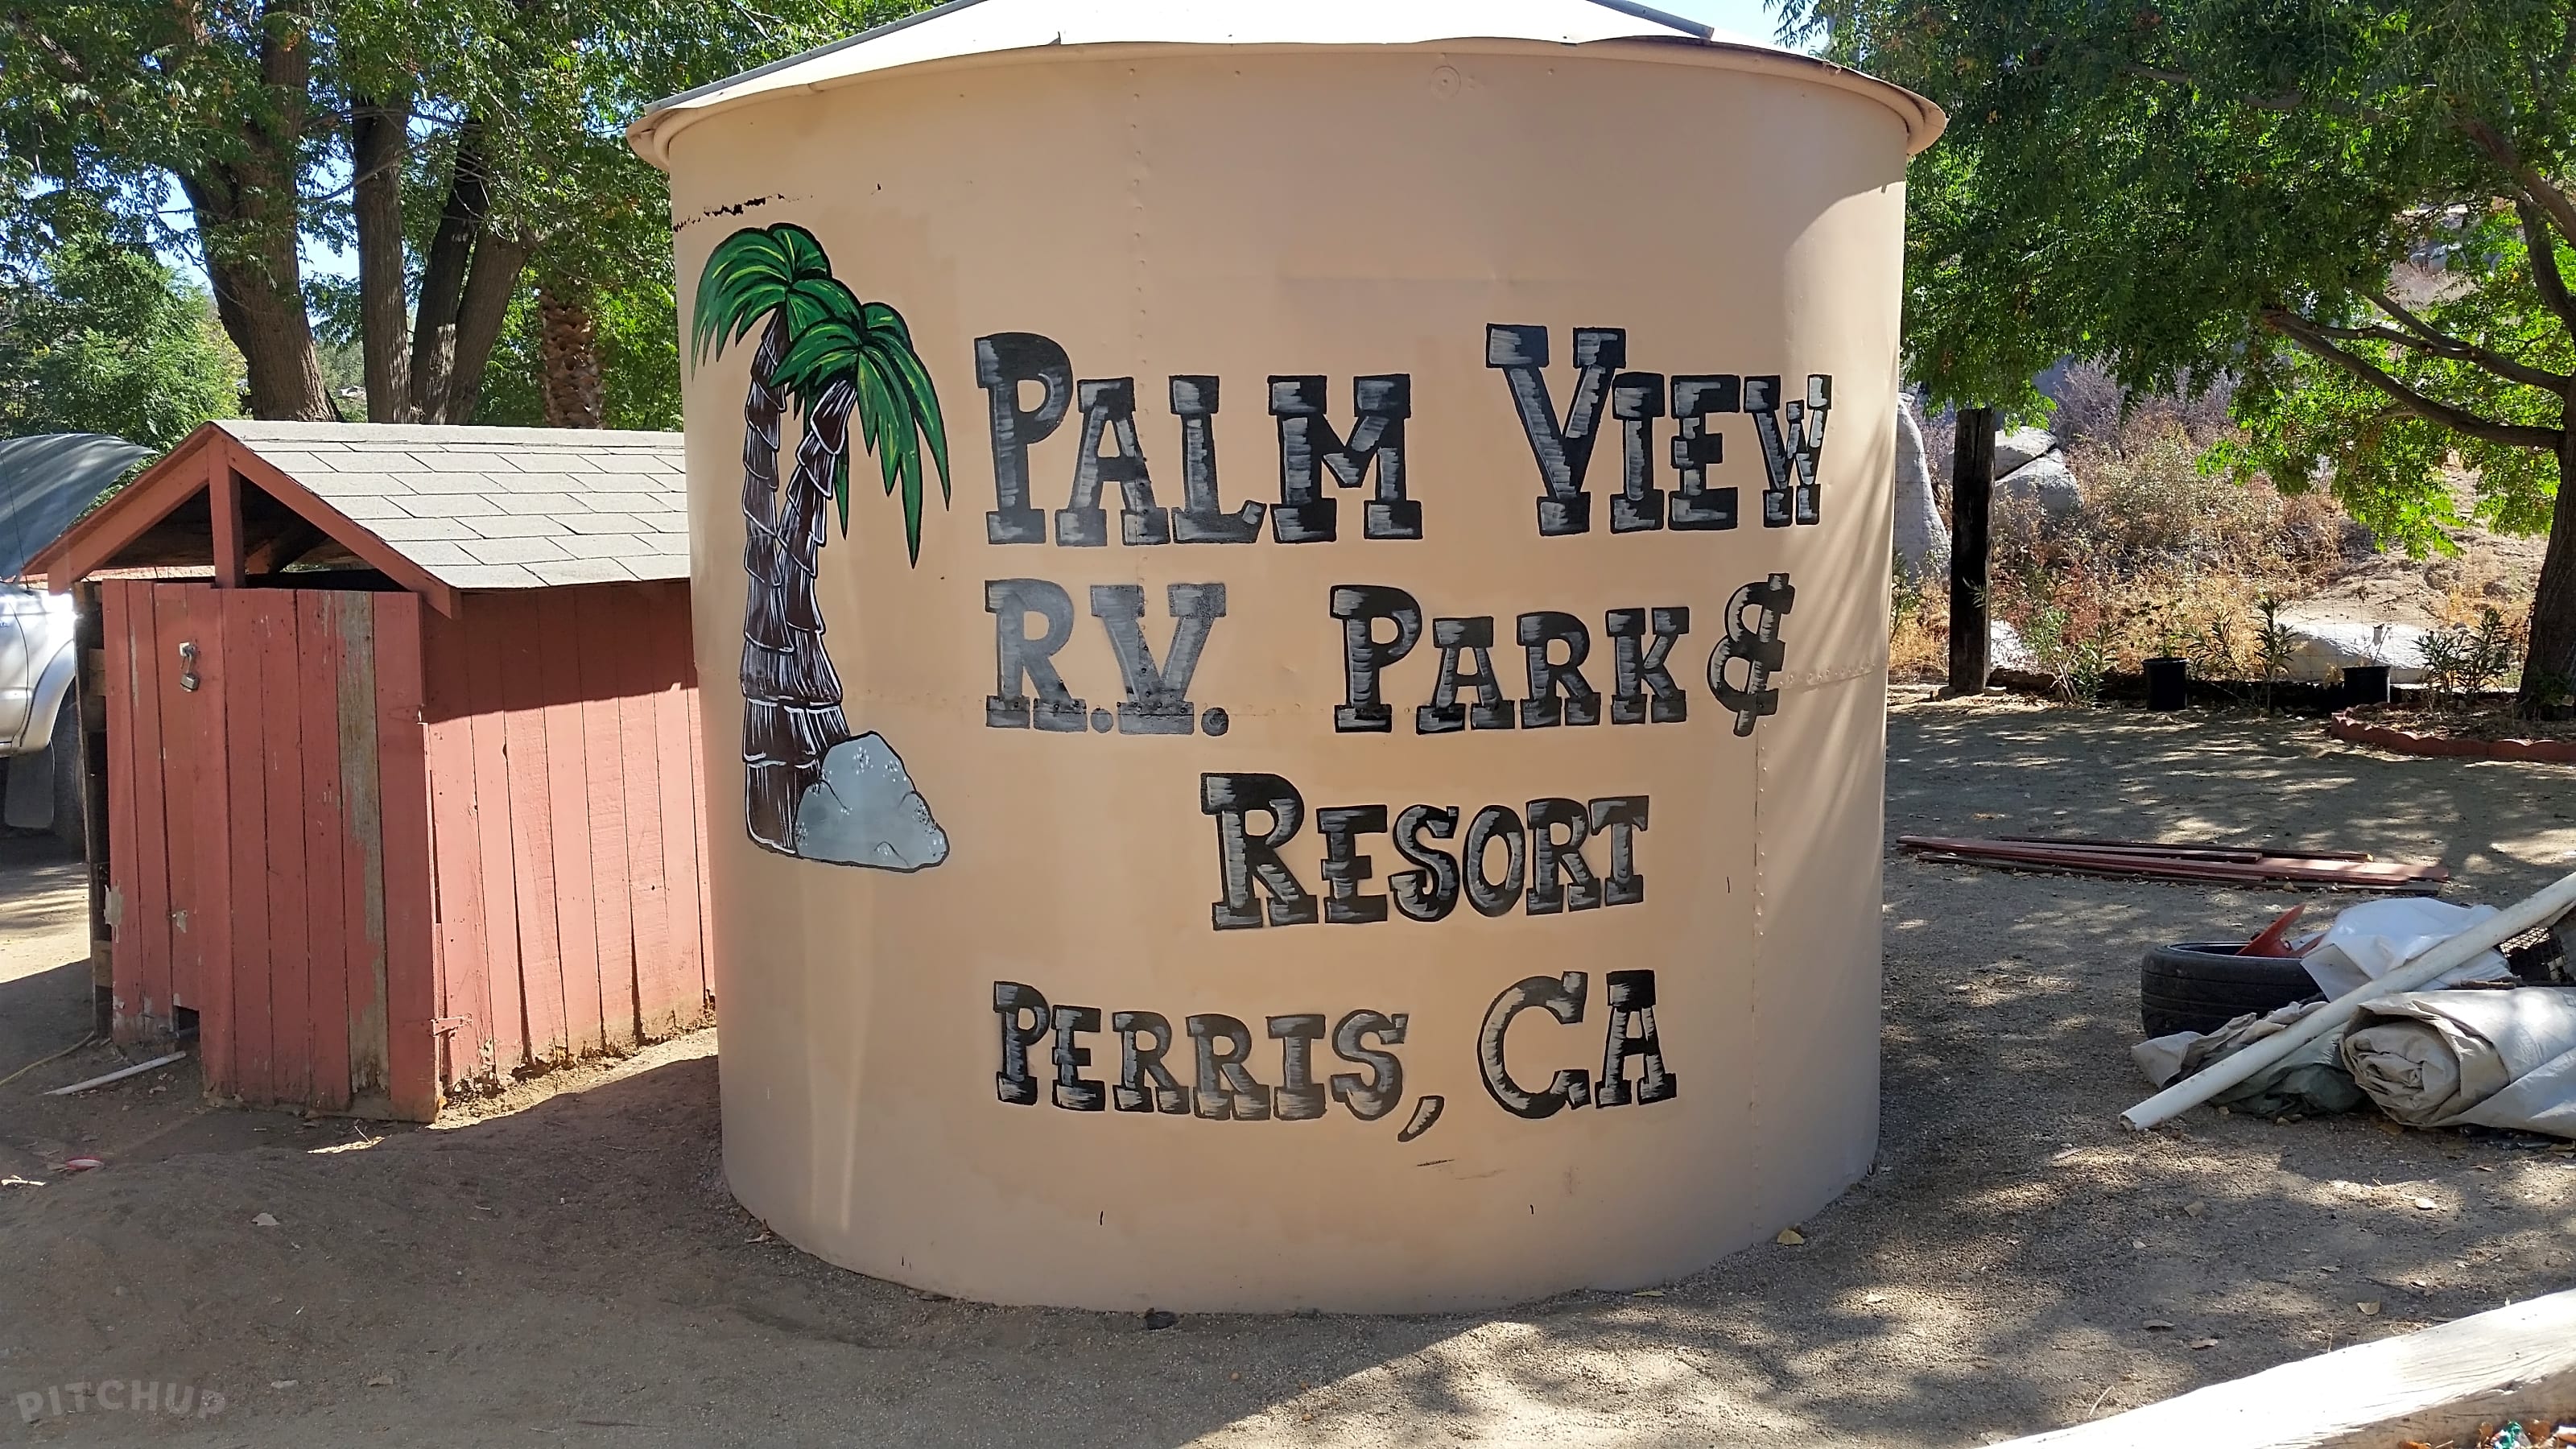 PALM VIEW
R.V. PARK &
RESORT
PERRIS, CA
PITCHUP